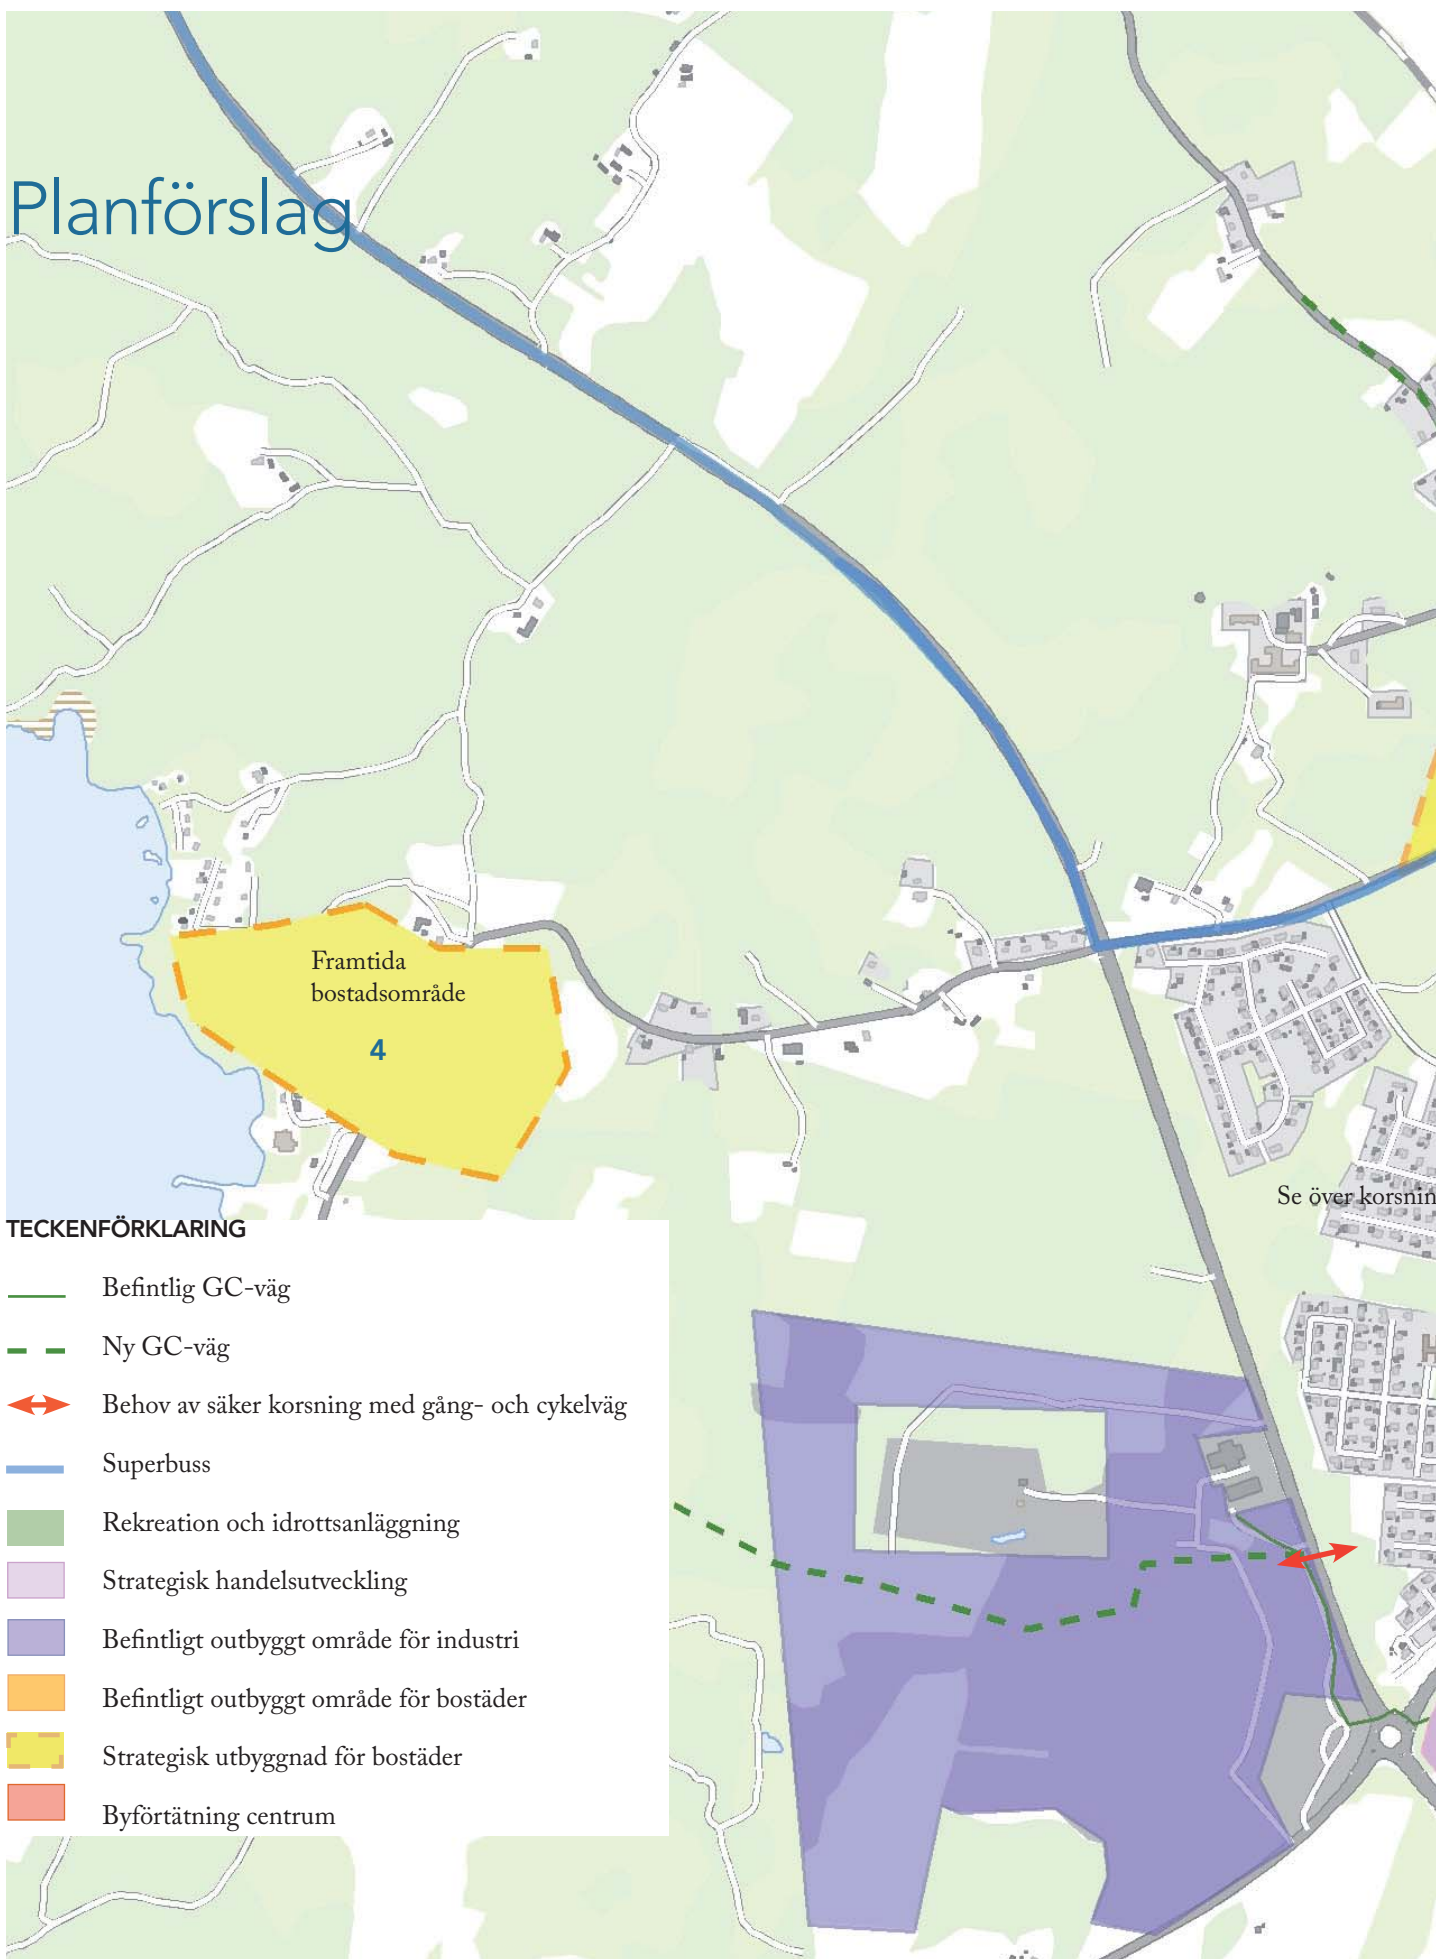 Planförslag
Framtida
bostadsområde
4
Se över korsnin
TECKENFÖRKLARING
Befintlig GC-väg
Ny GC-väg
Behov av säker korsning med gång- och cykelväg
Superbuss
Rekreation och idrottsanläggning
Strategisk handelsutveckling
Befintligt outbyggt område för industri
Befintligt outbyggt område för bostäder
Strategisk utbyggnad för bostäder
Byförtätning centrum